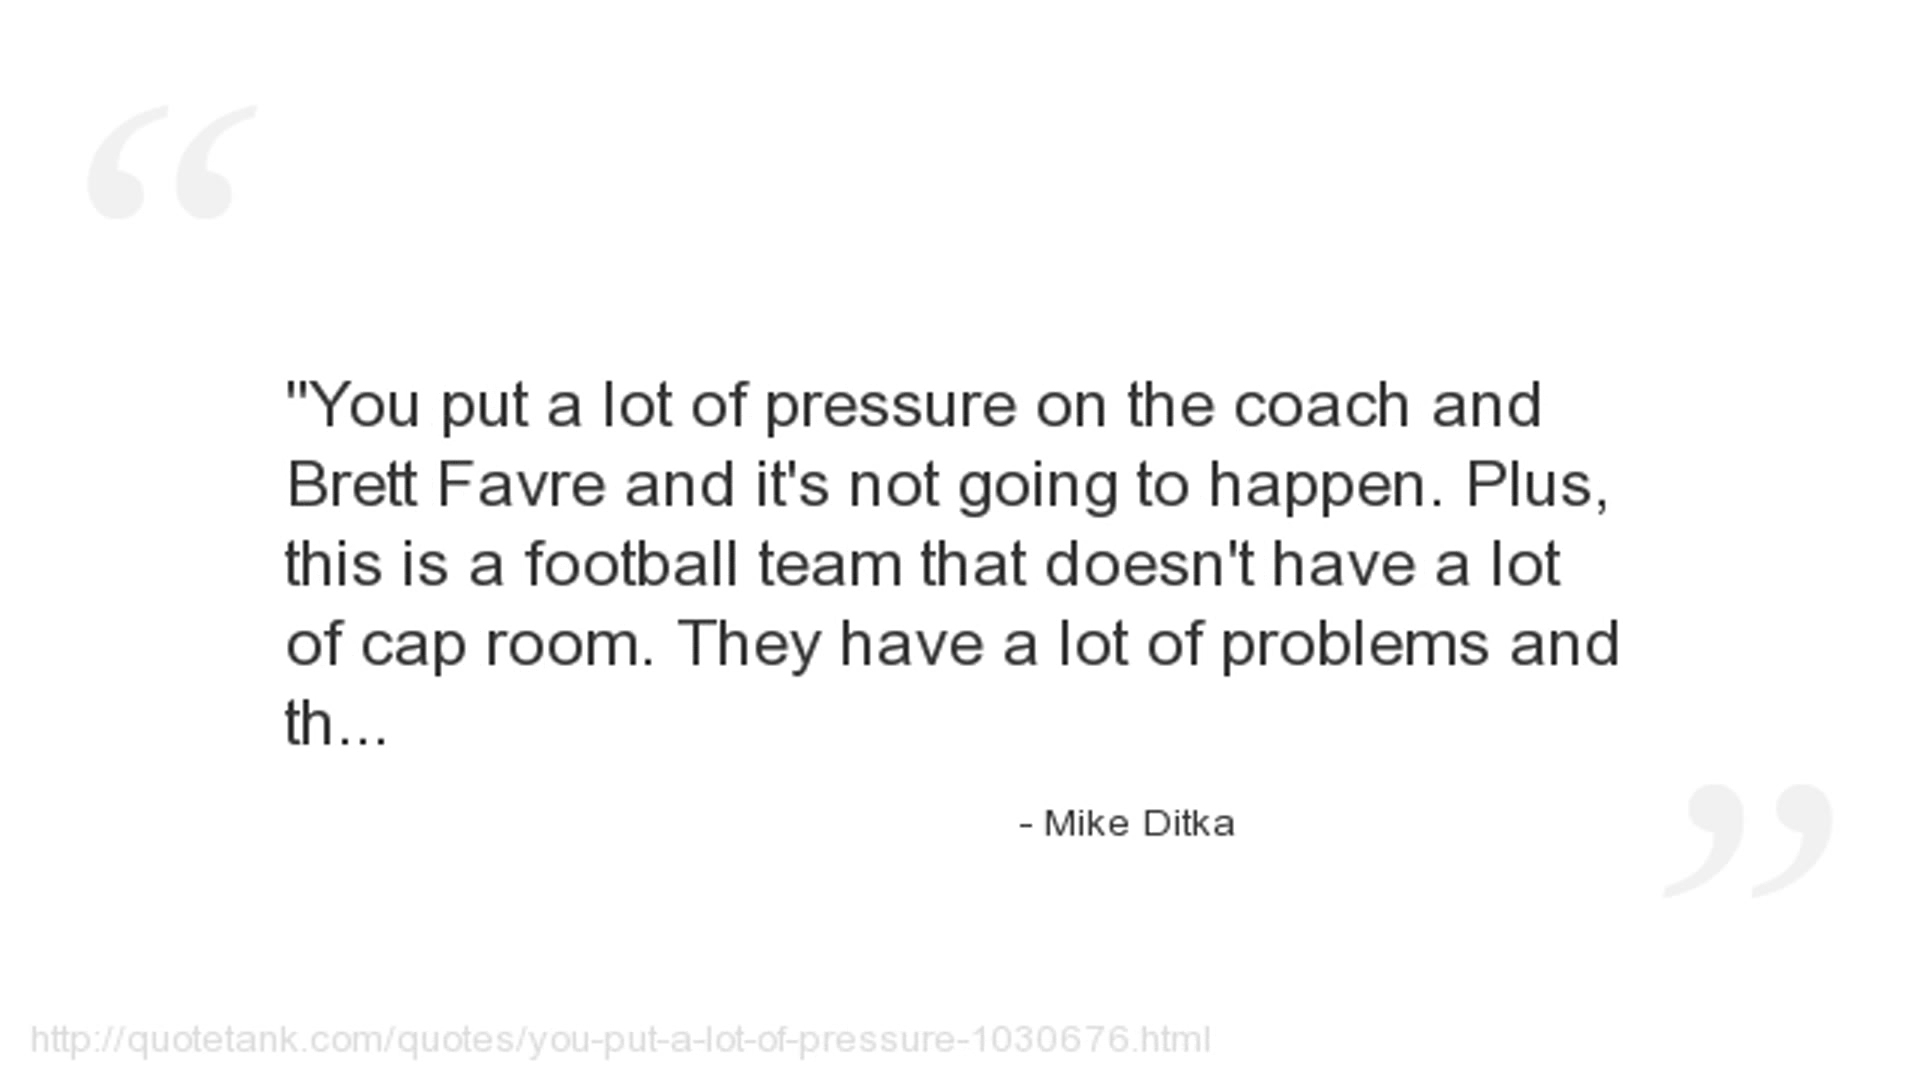 "You put a lot of pressure on the coach and
Brett Favre and it's not going to happen. Plus,
this is a football team that doesn't have a lot
of cap room. They have a lot of problems and
th...
- Mike Ditka
http://quotetank.com/quotes/you-put-a-lot-of-pressure-1030676.html